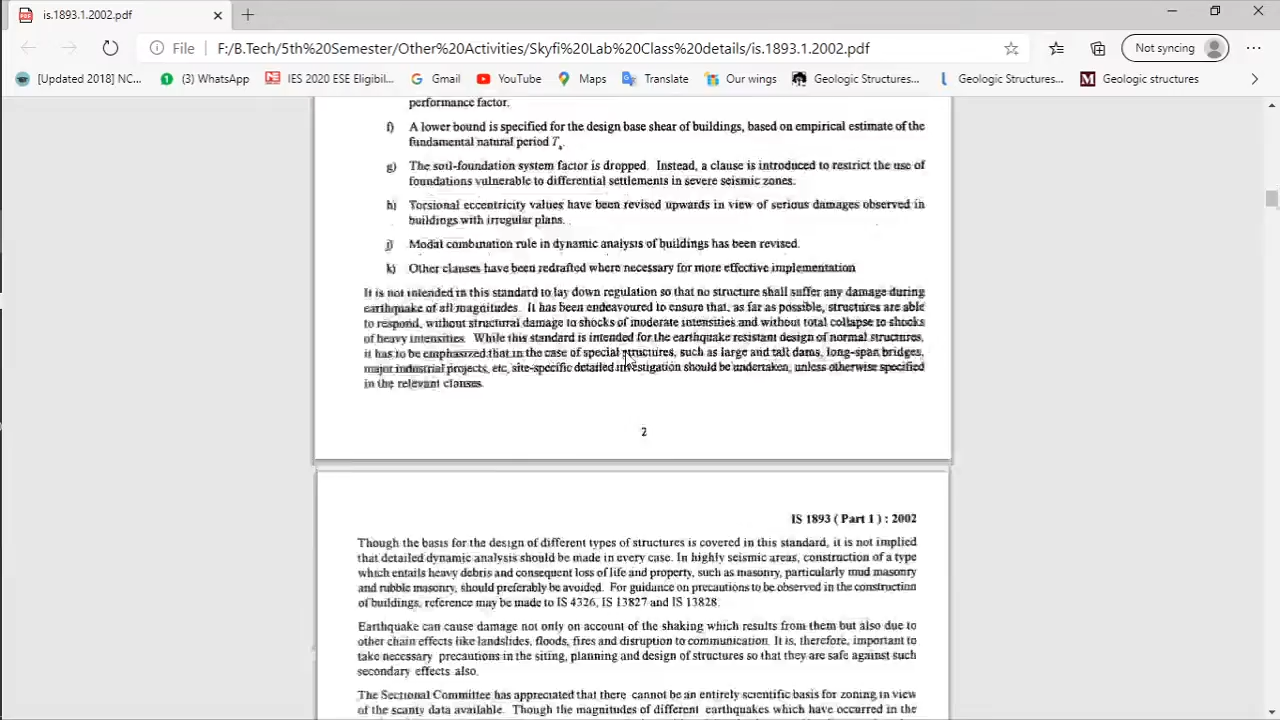 is.1893.1.2002.pdf
File F:/B.Tech/5th%20Semester/Other%20Activities/Skyfi%20Lab%20Class%20details/is.1893.1.2002.pdf Not syncing
[Updated 2018] NC... (3) WhatsApp IES 2020 ESE Eligibil... Gmail YouTube Maps Translate Our wings Geologic Structures... Geologic Structures... Geologic structures
performance factor.
f) A lower bound is specified for the design base shear of buildings, based on empirical estimate of the
fundamental natural period Ta.
g) The soil-foundation system factor is dropped. Instead, a clause is introduced to restrict the use of
foundations vulnerable to differential settlements in severe seismic zones.
h) Torsional eccentricity values have been revised upwards in view of serious damages observed in
buildings with irregular plans.
j) Modal combination rule in dynamic analysis of buildings has been revised.
k) Other clauses have been redrafted where necessary for more effective implementation
It is not intended in this standard to lay down regulation so that no structure shall suffer any damage during
earthquake of all magnitudes. It has been endeavoured to ensure that, as far as possible, structures are able
to respond, without structural damage to shocks of moderate intensities and without total collapse to shocks
of heavy intensities. While this standard is intended for the earthquake resistant design of normal structures,
it has to be emphasized that in the case of special structures, such as large and tall dams, long-span bridges,
major industrial projects, etc, site-specific detailed investigation should be undertaken, unless otherwise specified
in the relevant clauses.
2
IS 1893 ( Part 1 ) : 2002
Though the basis for the design of different types of structures is covered in this standard, it is not implied
that detailed dynamic analysis should be made in every case. In highly seismic areas, construction of a type
which entails heavy debris and consequent loss of life and property, such as masonry, particularly mud masonry
and rubble masonry, should preferably be avoided. For guidance on precautions to be observed in the construction
of buildings, reference may be made to IS 4326, IS 13827 and IS 13828.
Earthquake can cause damage not only on account of the shaking which results from them but also due to
other chain effects like landslides, floods, fires and disruption to communication. It is, therefore, important to
take necessary precautions in the siting, planning and design of structures so that they are safe against such
secondary effects also.
The Sectional Committee has appreciated that there cannot be an entirely scientific basis for zoning in view
of the scanty data available. Though the magnitudes of different earthquakes which have occurred in the